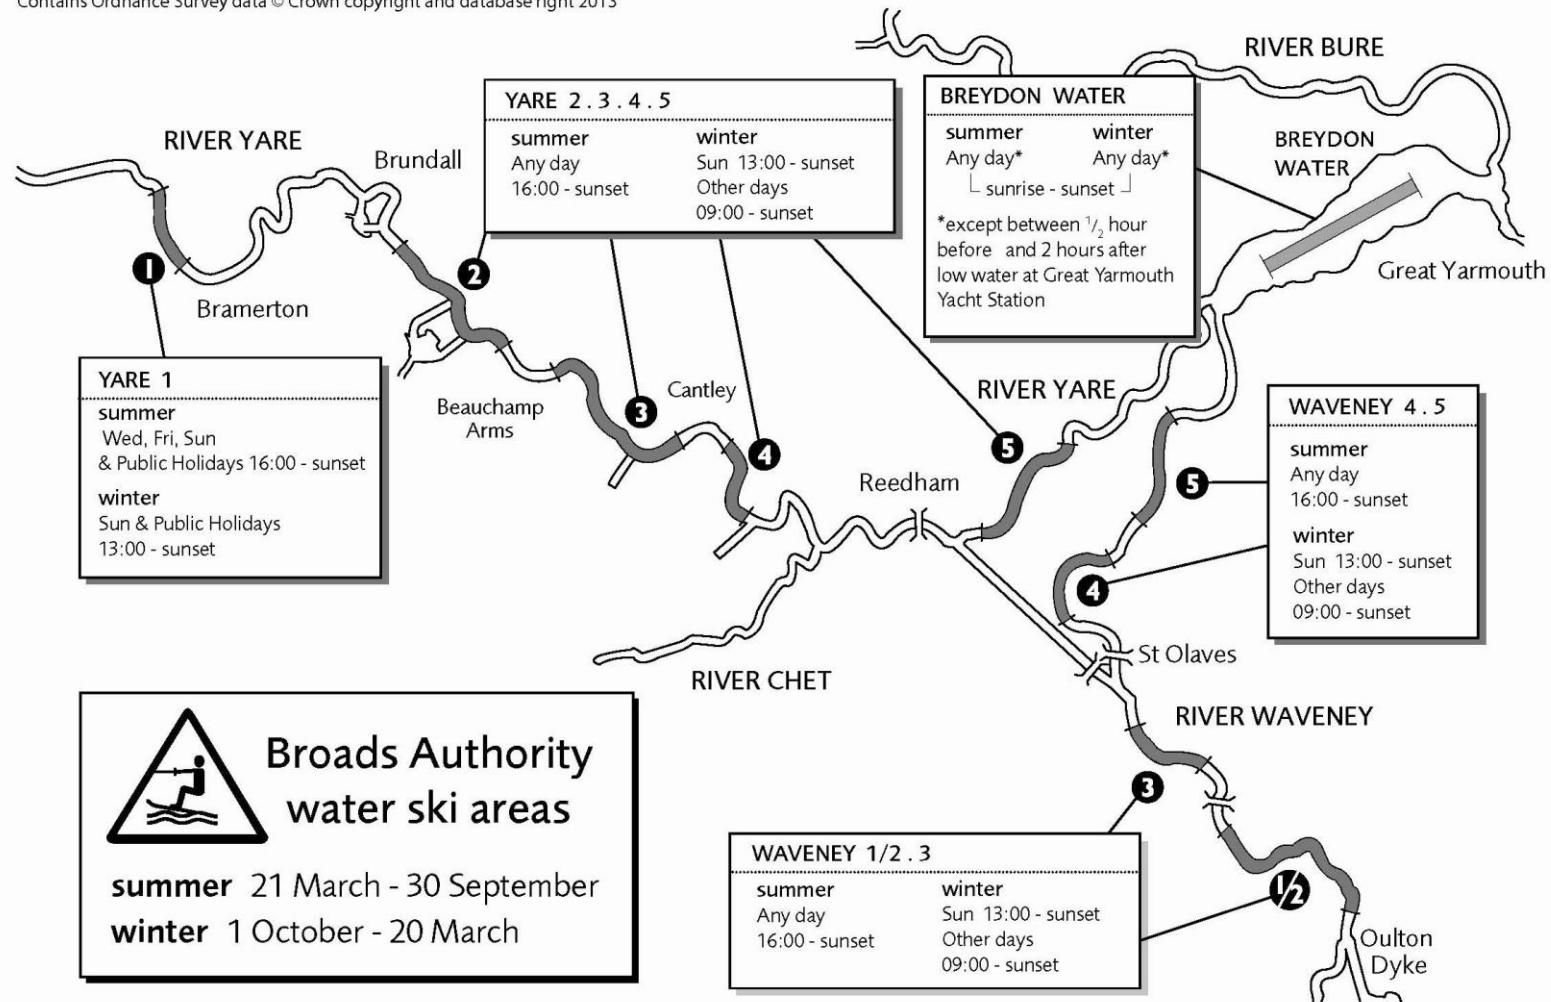 Contains Ordnance Survey data © Crown copyright and database right 2013
RIVER BURE
YARE 2.3.4.5
summer
Any day
16:00 - sunset
winter
Sun 13:00 - sunset
Other days
09:00 - sunset
BREYDON WATER
summer
Any day*
winter
Any day*
sunrise - sunset
*except between 1/2 hour
before and 2 hours after
low water at Great Yarmouth
Yacht Station
BREYDON
WATER
RIVER YARE
Brundall
2
1
Bramerton
Great Yarmouth
YARE 1
summer
Wed, Fri, Sun
& Public Holidays 16:00 - sunset
winter
Sun & Public Holidays
13:00 - sunset
Beauchamp
Arms
3
Cantley
4
RIVER YARE
5
Reedham
WAVENEY 4.5
summer
Any day
16:00 - sunset
winter
Sun 13:00 - sunset
Other days
09:00 - sunset
5
4
St Olaves
RIVER CHET
RIVER WAVENEY
Broads Authority
water ski areas
summer 21 March - 30 September
winter 1 October - 20 March
3
WAVENEY 1/2.3
summer
Any day
16:00 - sunset
winter
Sun 13:00 - sunset
Other days
09:00 - sunset
1/2
Oulton
Dyke